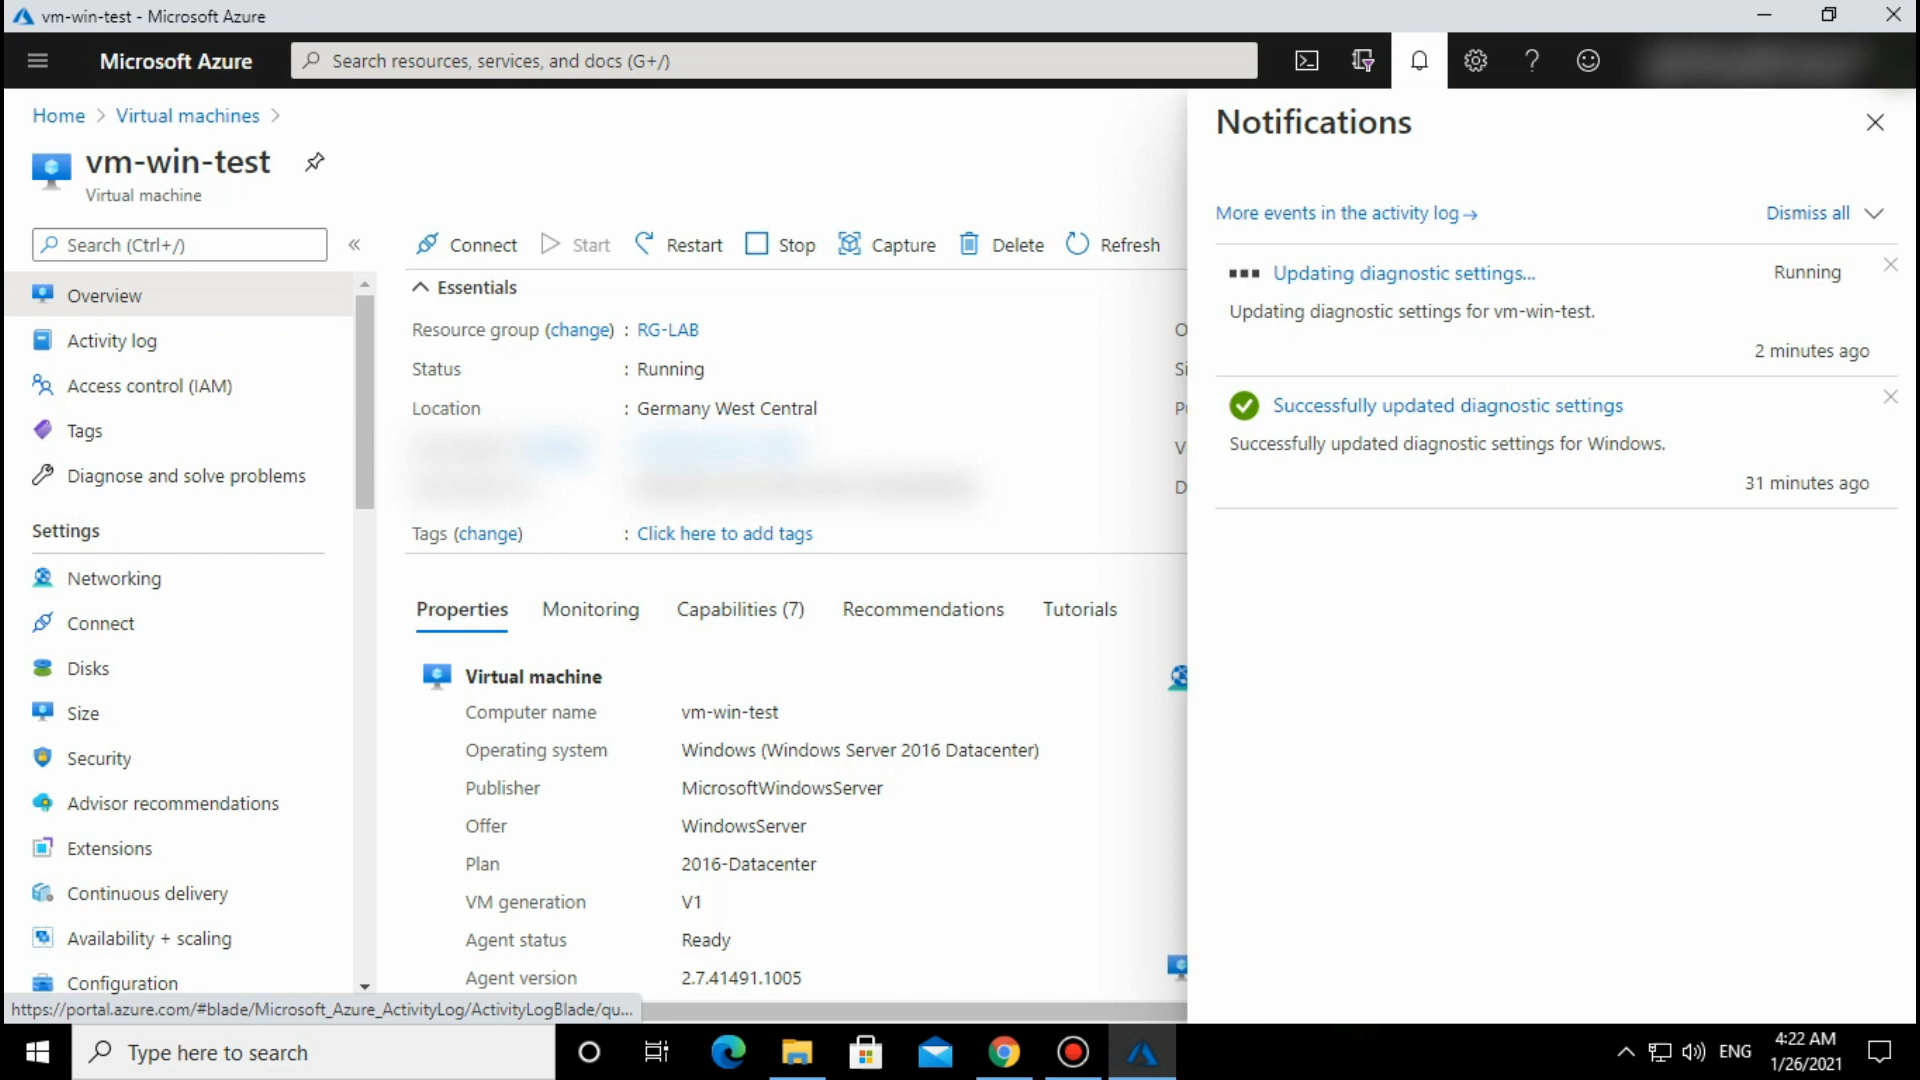 vm-win-test - Microsoft Azure
Microsoft Azure
Search resources, services, and docs (G+/)
Home > Virtual machines >
vm-win-test
Virtual machine
Search (Ctrl+/)
Overview
Activity log
Access control (IAM)
Tags
Diagnose and solve problems
Settings
Networking
Connect
Disks
Size
Security
Advisor recommendations
Extensions
Continuous delivery
Availability + scaling
Configuration
https://portal.azure.com/#blade/Microsoft_Azure_ActivityLog/ActivityLogBlade/qu...
Connect Start Restart Stop Capture Delete Refresh
Essentials
Resource group (change) : RG-LAB
Status : Running
Location : Germany West Central
Tags (change) : Click here to add tags
Properties Monitoring Capabilities (7) Recommendations Tutorials
Virtual machine
Computer name vm-win-test
Operating system Windows (Windows Server 2016 Datacenter)
Publisher MicrosoftWindowsServer
Offer WindowsServer
Plan 2016-Datacenter
VM generation V1
Agent status Ready
Agent version 2.7.41491.1005
Notifications
More events in the activity log →
Dismiss all
Updating diagnostic settings... Running
Updating diagnostic settings for vm-win-test.
2 minutes ago
Successfully updated diagnostic settings
Successfully updated diagnostic settings for Windows.
31 minutes ago
Type here to search
ENG
4:22 AM
1/26/2021